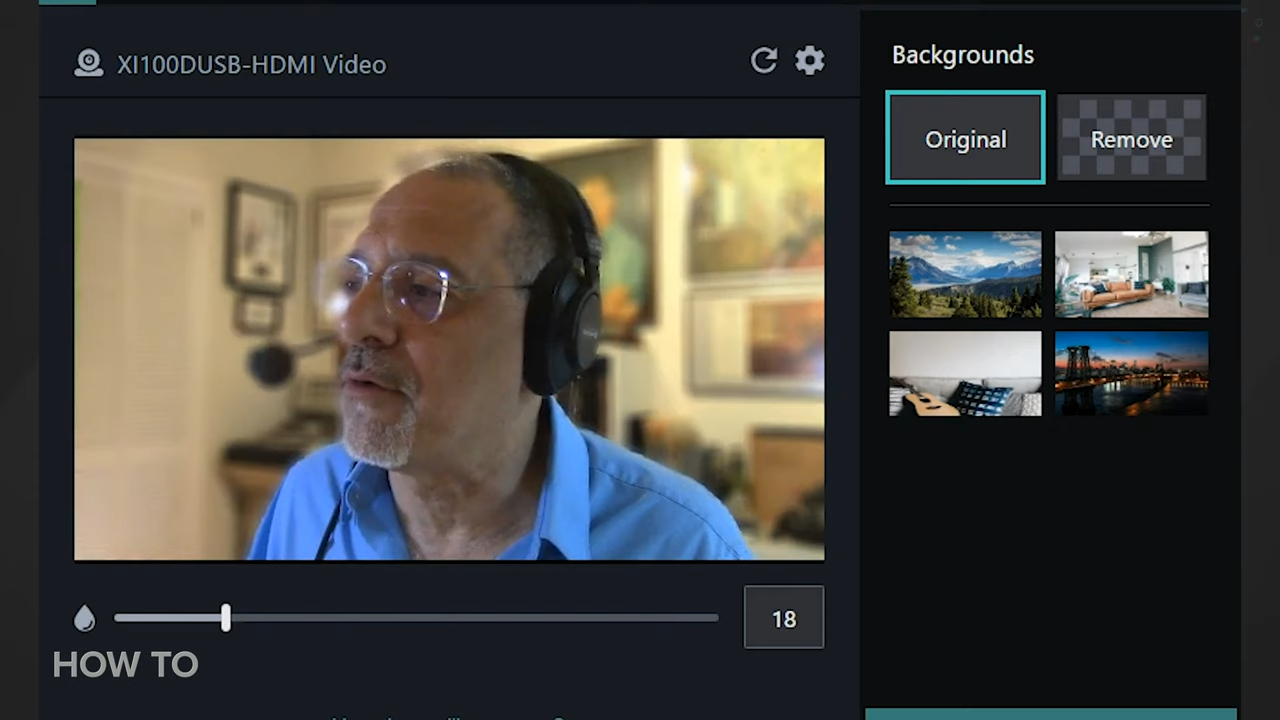 XI100DUSB-HDMI Video
Backgrounds
Original
Remove
18
HOW TO